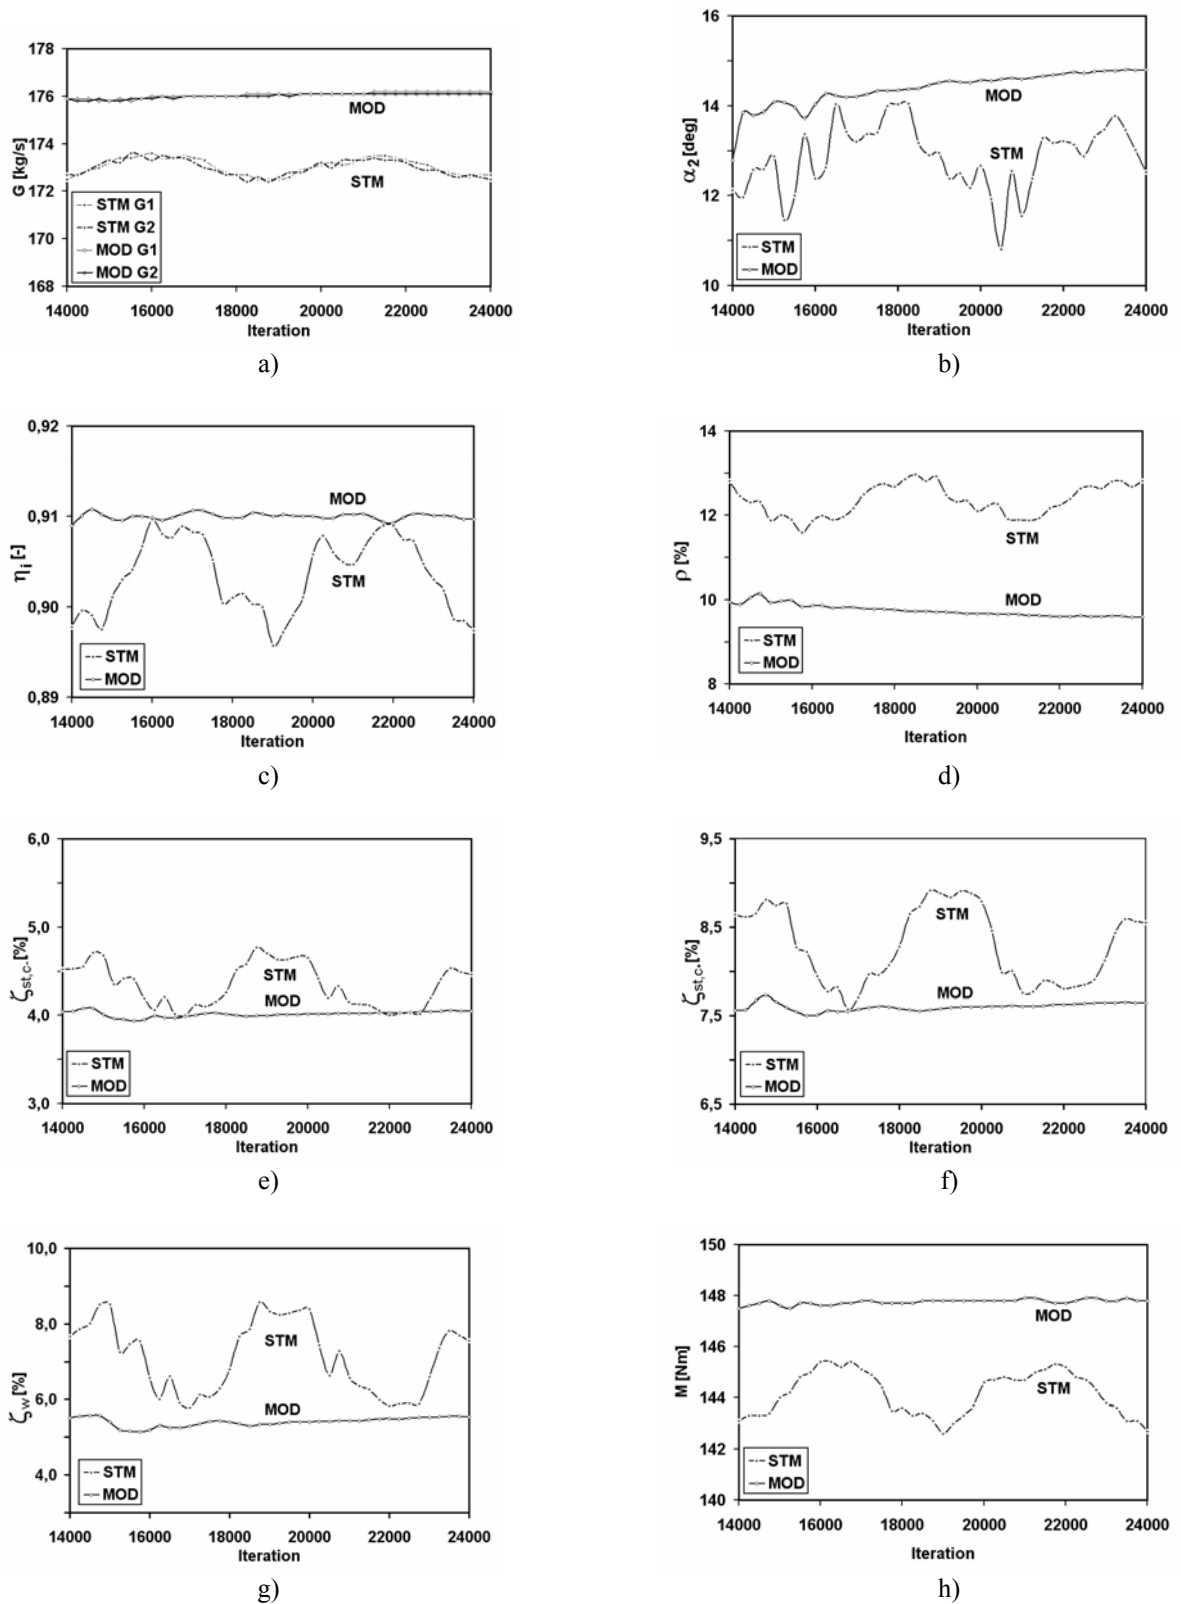 178
176
174
172
170
168
G [kg/s]
MOD
STM
STM G1
STM G2
MOD G1
MOD G2
14000 16000 18000 20000 22000 24000
Iteration
a)
16
14
12
10
α2 [deg]
MOD
STM
STM
MOD
14000 16000 18000 20000 22000 24000
Iteration
b)
0,92
0,91
0,90
0,89
ηi [-]
MOD
STM
STM
MOD
14000 16000 18000 20000 22000 24000
Iteration
c)
14
12
10
8
ρ [%]
STM
MOD
STM
MOD
14000 16000 18000 20000 22000 24000
Iteration
d)
6,0
5,0
4,0
3,0
ζst,C- [%]
STM
MOD
STM
MOD
14000 16000 18000 20000 22000 24000
Iteration
e)
9,5
8,5
7,5
6,5
ζst,C* [%]
STM
MOD
STM
MOD
14000 16000 18000 20000 22000 24000
Iteration
f)
10,0
8,0
6,0
4,0
ζw [%]
STM
MOD
STM
MOD
14000 16000 18000 20000 22000 24000
Iteration
g)
150
148
146
144
142
140
M [Nm]
MOD
STM
STM
MOD
14000 16000 18000 20000 22000 24000
Iteration
h)